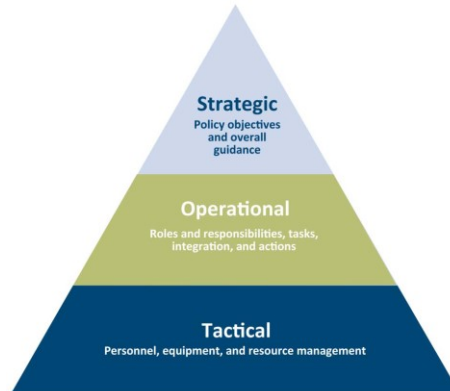 Strategic
Policy objectives
and overall
guidance
Operational
Roles and responsibilities, tasks,
integration, and actions
Tactical
Personnel, equipment, and resource management